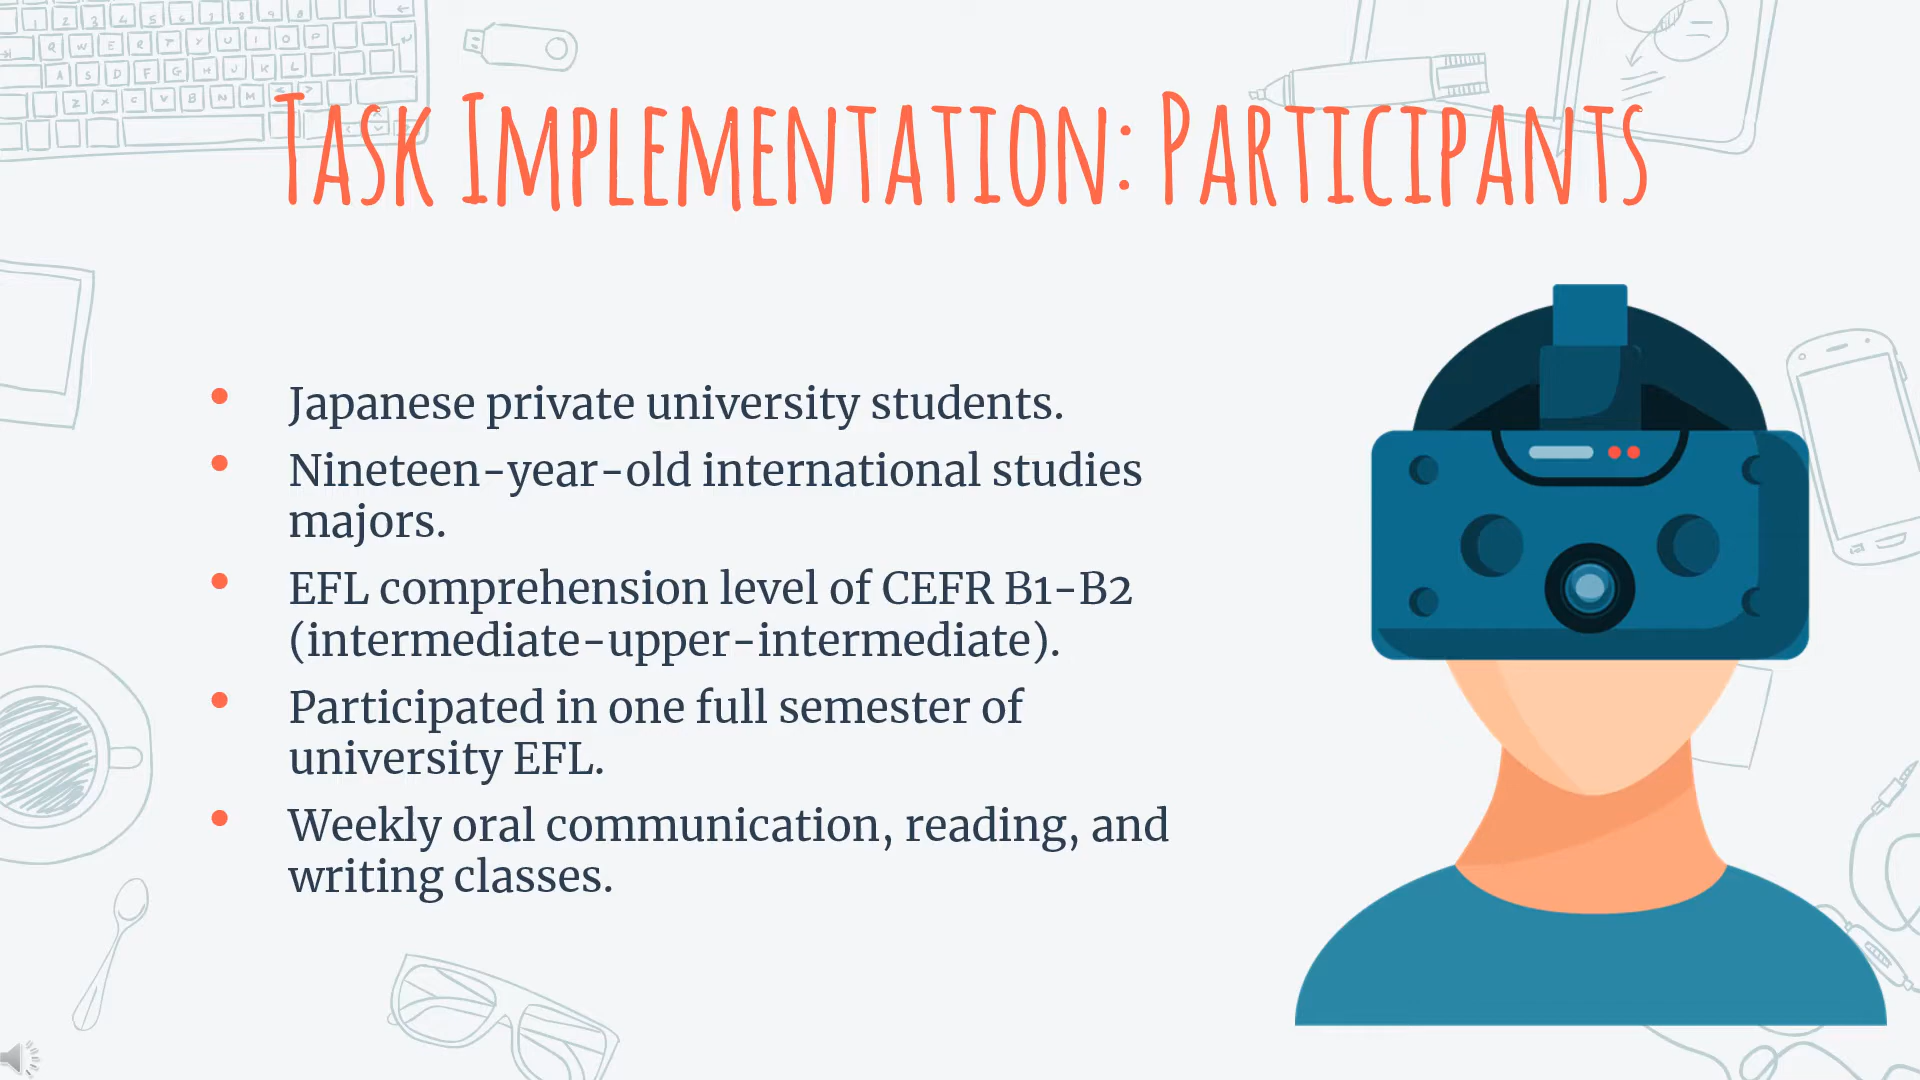 Task Implementation: Participants
Japanese private university students.
Nineteen-year-old international studies
majors.
EFL comprehension level of CEFR B1-B2
(intermediate-upper-intermediate).
Participated in one full semester of
university EFL.
Weekly oral communication, reading, and
writing classes.